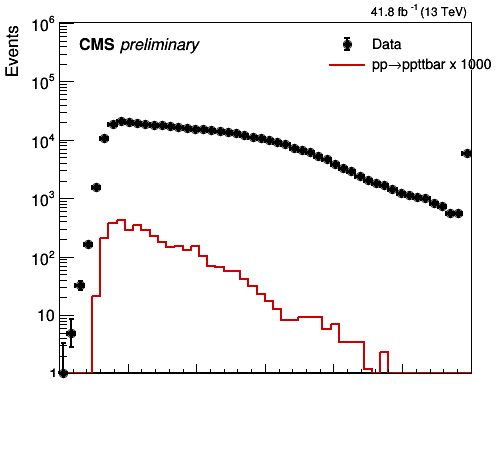 41.8 fb⁻¹ (13 TeV)
CMS preliminary
Data
pp→ppttbar x 1000
Events
10⁶
10⁵
10⁴
10³
10²
10
1